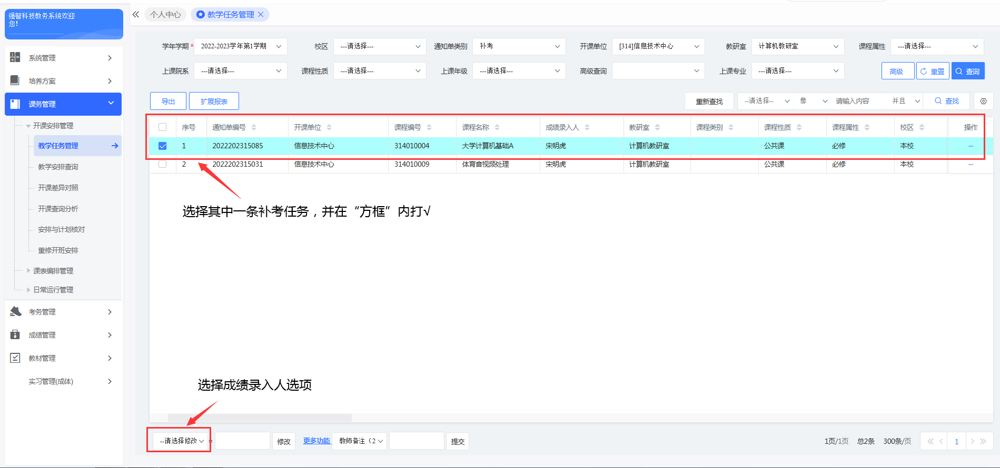 强智科技教务系统欢迎
您!
系统管理
培养方案
课务管理
开课安排管理
教学任务管理
教学安排查询
开课差异对照
开课查询分析
安排与计划核对
重修开班安排
课表编排管理
日常运行管理
考务管理
成绩管理
教材管理
实习管理(成体)
个人中心 教学任务管理
学年学期 * 2022-2023学年第1学期 校区 ---请选择--- 通知单类别 补考 开课单位 [314]信息技术中心 教研室 计算机教研室 课程属性 ---请选择---
上课院系 ---请选择--- 课程性质 ---请选择--- 上课年级 ---请选择--- 高级查询 上课专业 ---请选择--- 高级 重置 查询
导出 扩展报表 重新查找 --请选择-- 像 请输入内容 并且 查找
序号 通知单编号 开课单位 课程编号 课程名称 成绩录入人 教研室 课程类别 课程性质 课程属性 校区 操作
1 2022202315085 信息技术中心 314010004 大学计算机基础A 宋明虎 计算机教研室 公共课 必修 本校 ...
2 2022202315031 信息技术中心 314010009 体育音视频处理 宋明虎 计算机教研室 公共课 必修 本校 ...
选择其中一条补考任务，并在“方框”内打√
选择成绩录入人选项
--请选择修改 = 修改 更多功能 教师备注（2 提交 1页/1页 总2条 300条/页 1